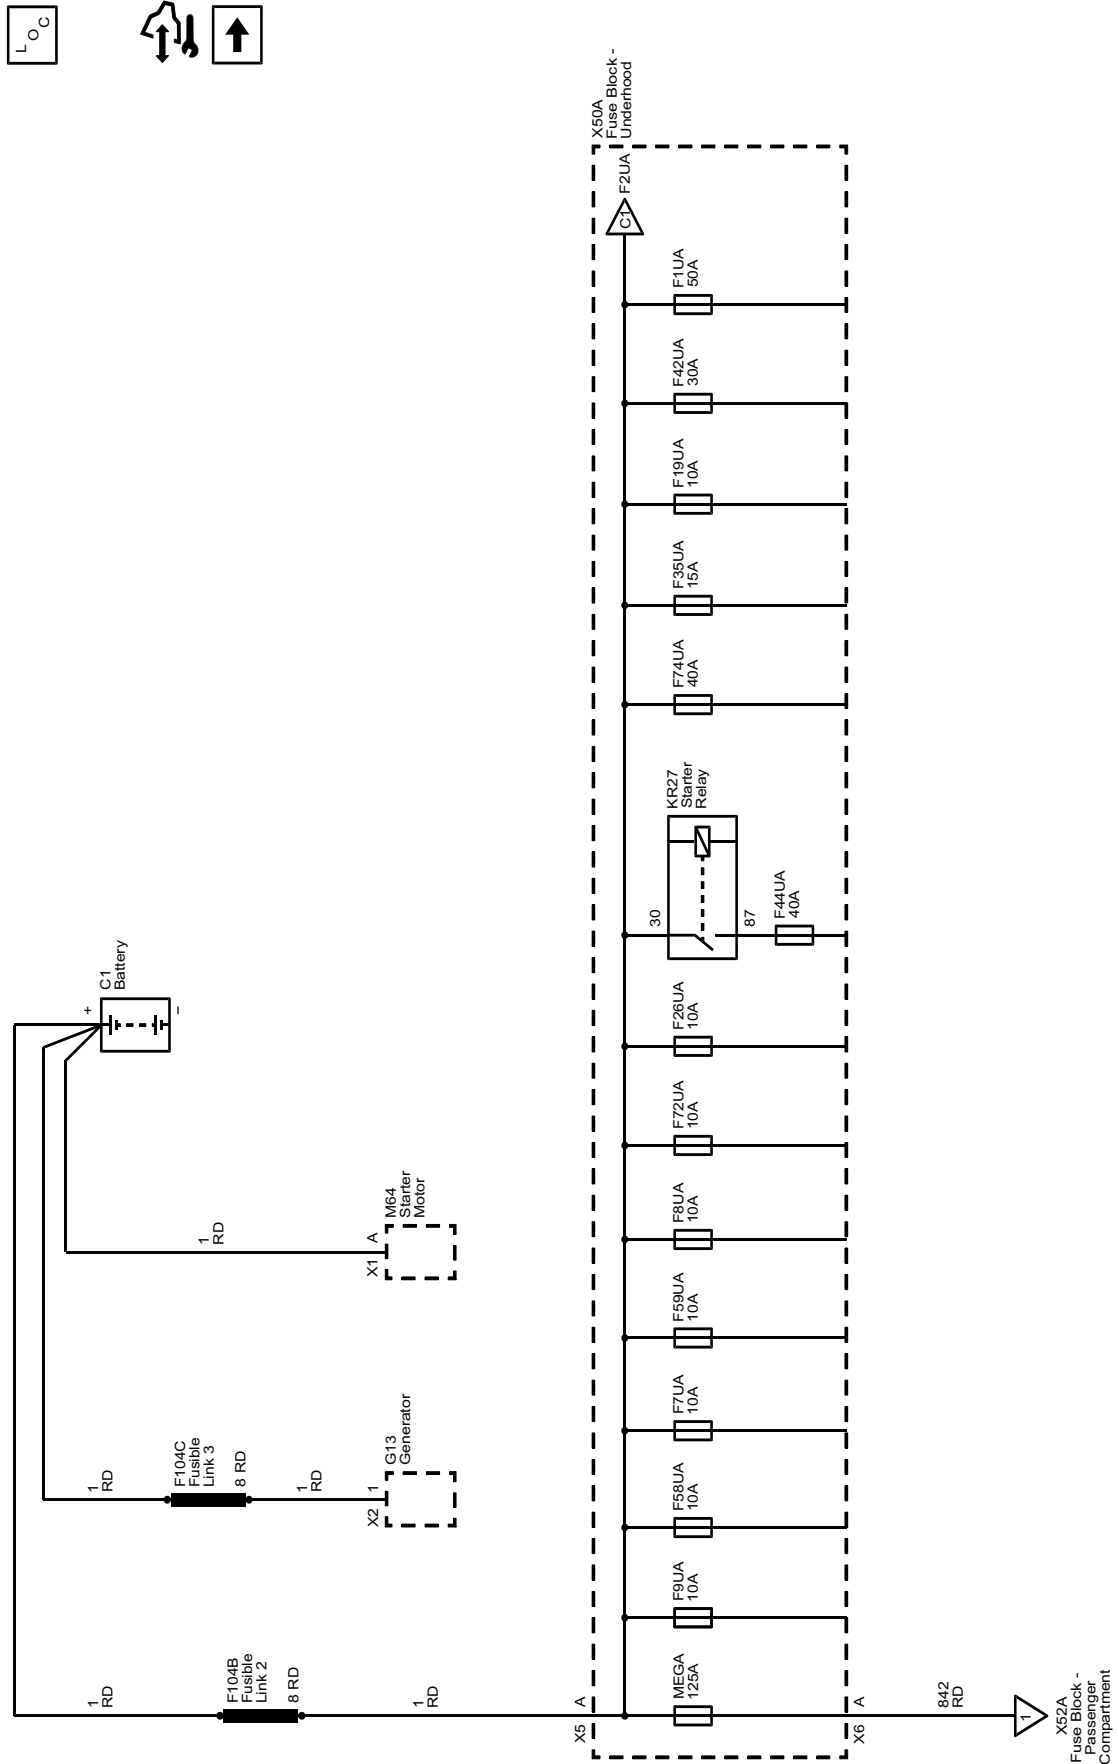 L O C
1
RD
F104B
Fusible
Link 2
8 RD
1
RD
1
RD
F104C
Fusible
Link 3
8 RD
1
RD
X2 1
G13
Generator
1
RD
X1 A
M64
Starter
Motor
C1
Battery
+
–
X5 A
X50A
Fuse Block -
Underhood
MEGA
125A
F9UA
10A
F58UA
10A
F7UA
10A
F59UA
10A
F8UA
10A
F72UA
10A
F26UA
10A
30
KR27
Starter
Relay
87
F44UA
40A
F74UA
40A
F35UA
15A
F19UA
10A
F42UA
30A
F1UA
50A
C1
F2UA
X6 A
842
RD
1
X52A
Fuse Block -
Passenger
Compartment